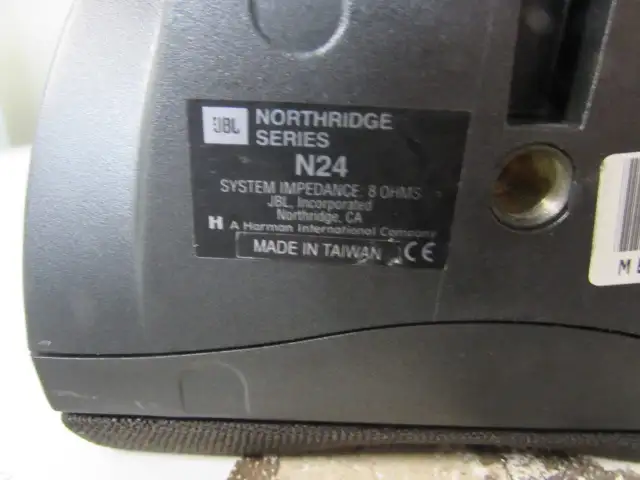 JBL NORTHRIDGE
SERIES
N24
SYSTEM IMPEDANCE: 8 OHMS
JBL, Incorporated
Northridge, CA
H A Harman International Company
MADE IN TAIWAN CE